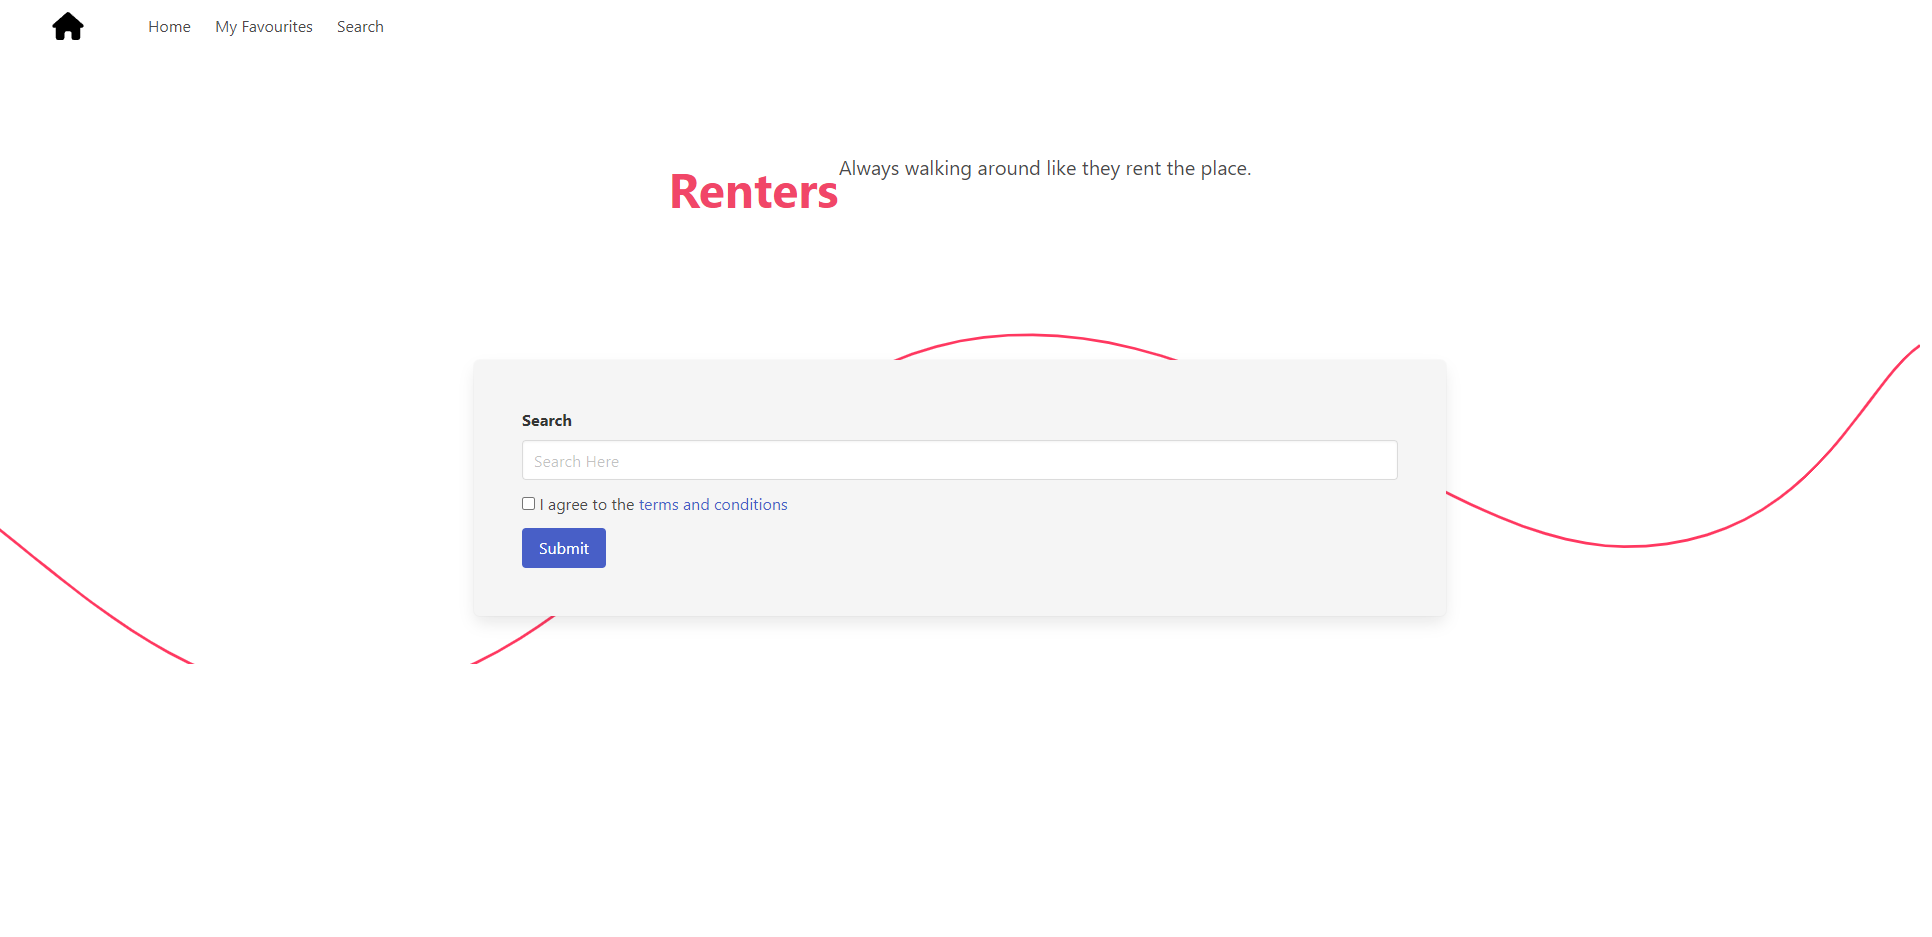 Home
My Favourites
Search
Always walking around like they rent the place.
Renters
Search
Search Here
I agree to the terms and conditions
Submit